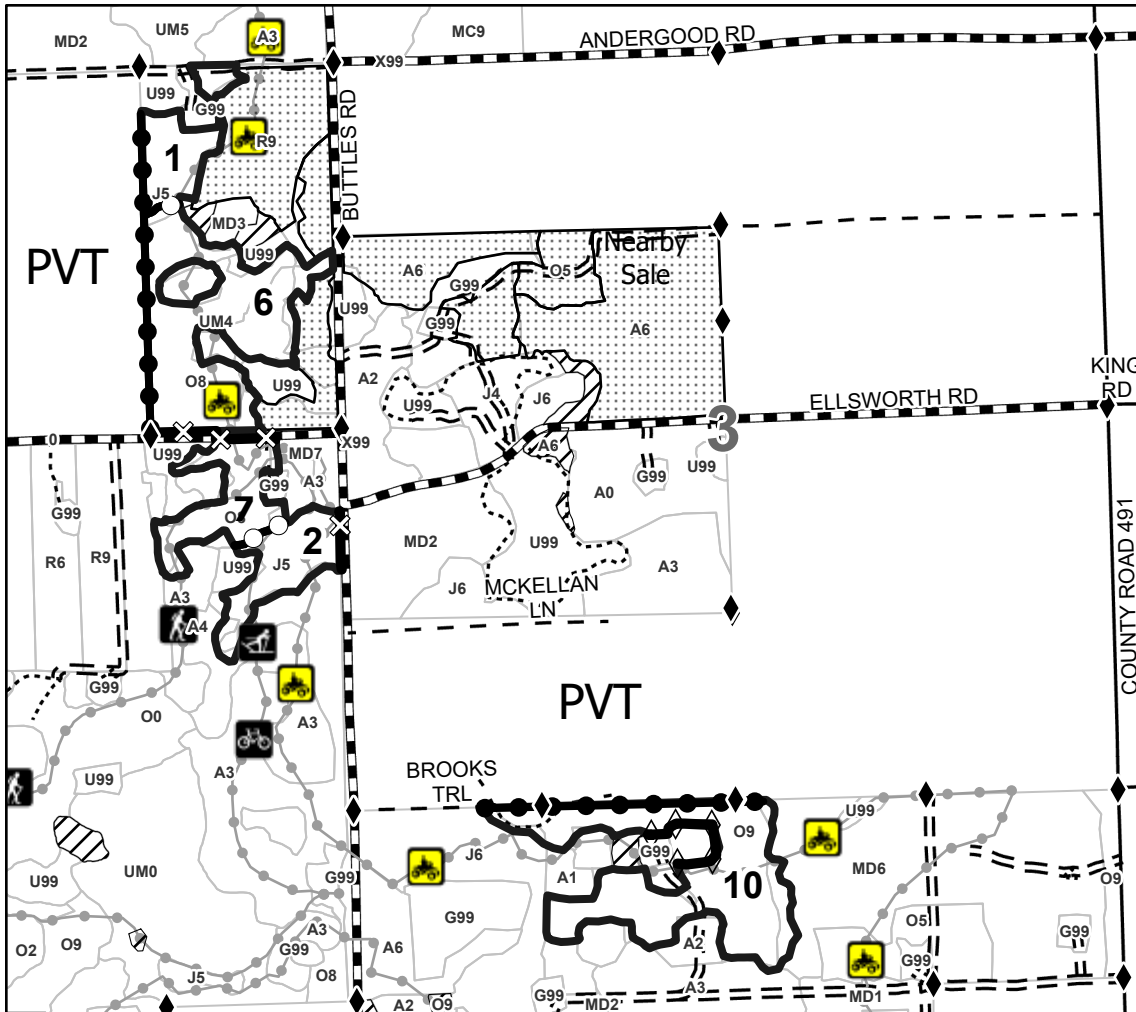 UM5
MC9
MD2
A3
ANDERGOOD RD
X99
U99
G99
BUTTLES RD
R9
1
J5
MD3
U99
Nearby
Sale
PVT
A6
G99
O5
6
U99
G99
A6
UM4
KING
RD
A2
U99
J4
J6
O8
U99
ELLSWORTH RD
3
0
X99
U99
MD7
A6
U99
G99
A3
G99
A0
G99
7
O
2
COUNTY ROAD 491
MD2
U99
R6
R9
U99
J5
A3
J6
MCKELLAN
LN
A3
A4
G99
O0
PVT
A3
A3
BROOKS
TRL
U99
U99
O9
J6
G99
A1
MD6
UM0
U99
G99
10
O9
G99
A3
O5
G99
O2
O9
G99
A6
A2
G99
J5
O8
A3
G99
MD2
MD1
A2
O9